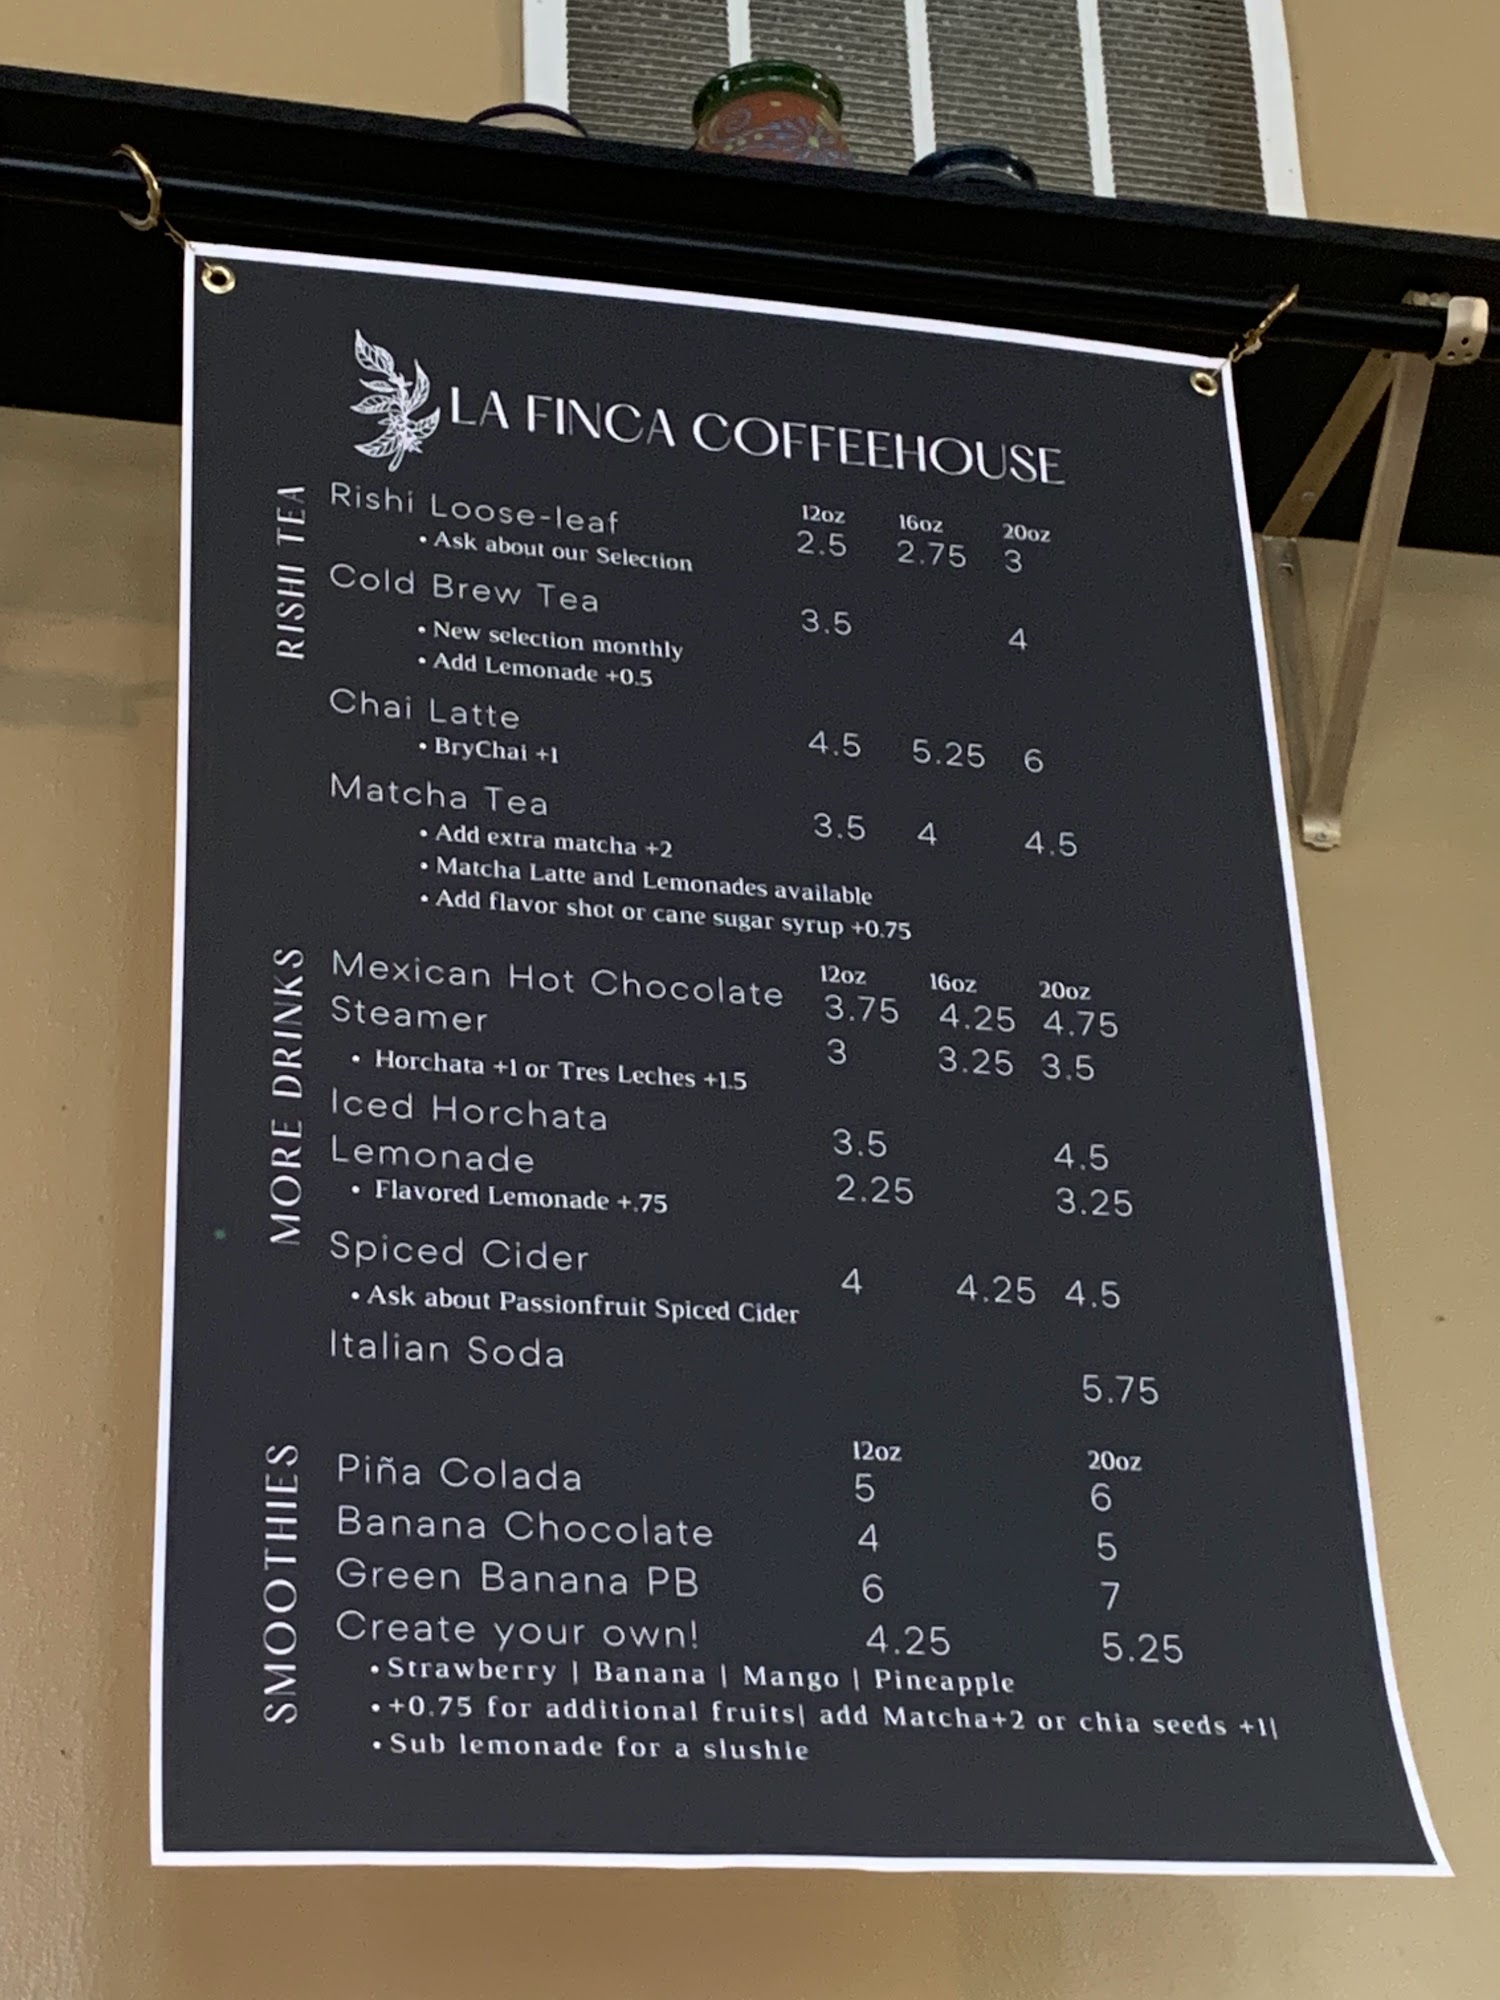 LA FINCA COFFEEHOUSE
RISHI TEA
12oz 16oz 20oz
Rishi Loose-leaf 2.5 2.75 3
• Ask about our Selection
Cold Brew Tea 3.5 4
• New selection monthly
• Add Lemonade +0.5
Chai Latte 4.5 5.25 6
• BryChai +1
Matcha Tea 3.5 4 4.5
• Add extra matcha +2
• Matcha Latte and Lemonades available
• Add flavor shot or cane sugar syrup +0.75
MORE DRINKS
12oz 16oz 20oz
Mexican Hot Chocolate 3.75 4.25 4.75
Steamer 3 3.25 3.5
• Horchata +1 or Tres Leches +1.5
Iced Horchata 3.5 4.5
Lemonade 2.25 3.25
• Flavored Lemonade +.75
Spiced Cider 4 4.25 4.5
• Ask about Passionfruit Spiced Cider
Italian Soda 5.75
SMOOTHIES
12oz 20oz
Piña Colada 5 6
Banana Chocolate 4 5
Green Banana PB 6 7
Create your own! 4.25 5.25
• Strawberry | Banana | Mango | Pineapple
• +0.75 for additional fruits| add Matcha+2 or chia seeds +1|
• Sub lemonade for a slushie